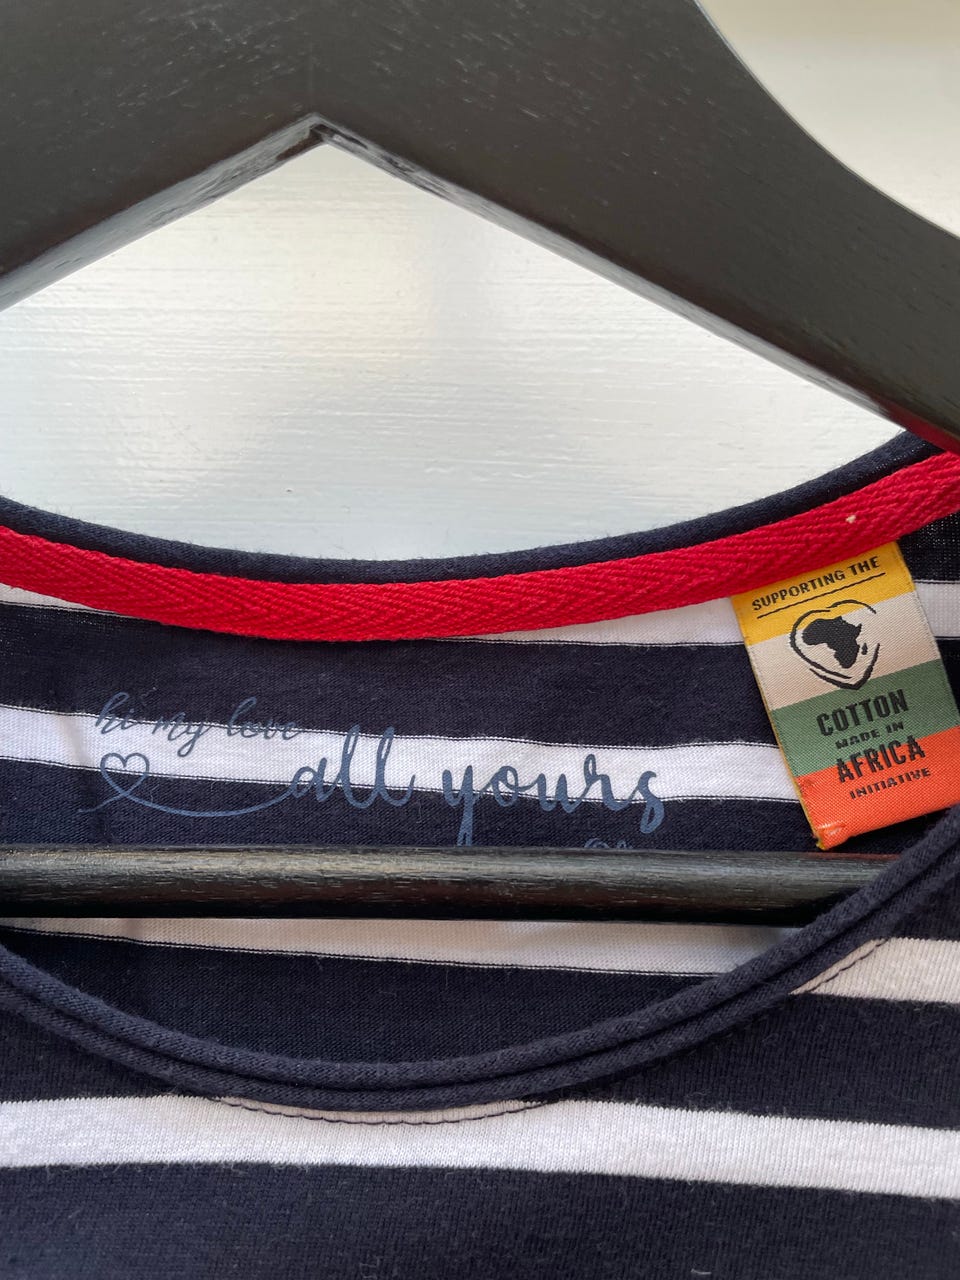 hi my love
all yours
SUPPORTING THE
COTTON
MADE IN
AFRICA
INITIATIVE